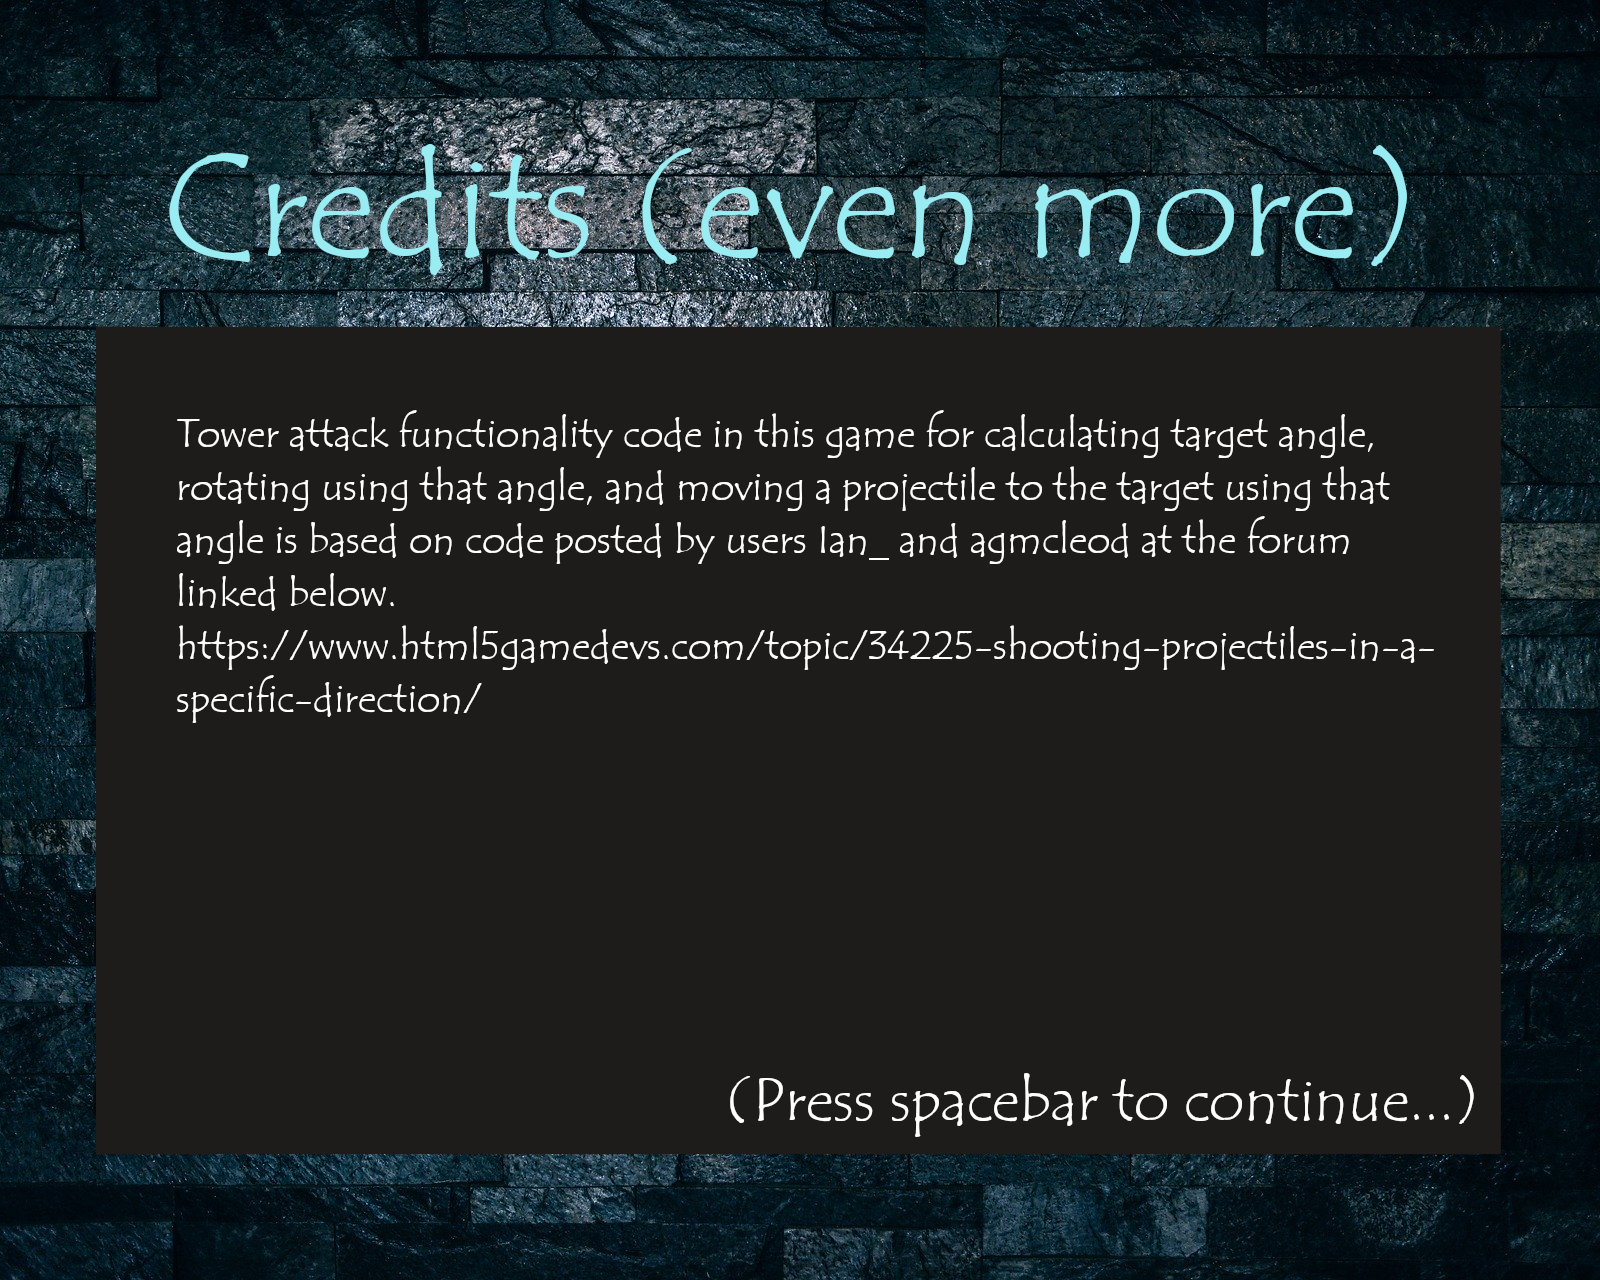 Credits (even more)
Tower attack functionality code in this game for calculating target angle,
rotating using that angle, and moving a projectile to the target using that
angle is based on code posted by users Ian_ and agmcleod at the forum
linked below.
https://www.html5gamedevs.com/topic/34225-shooting-projectiles-in-a-
specific-direction/
(Press spacebar to continue...)